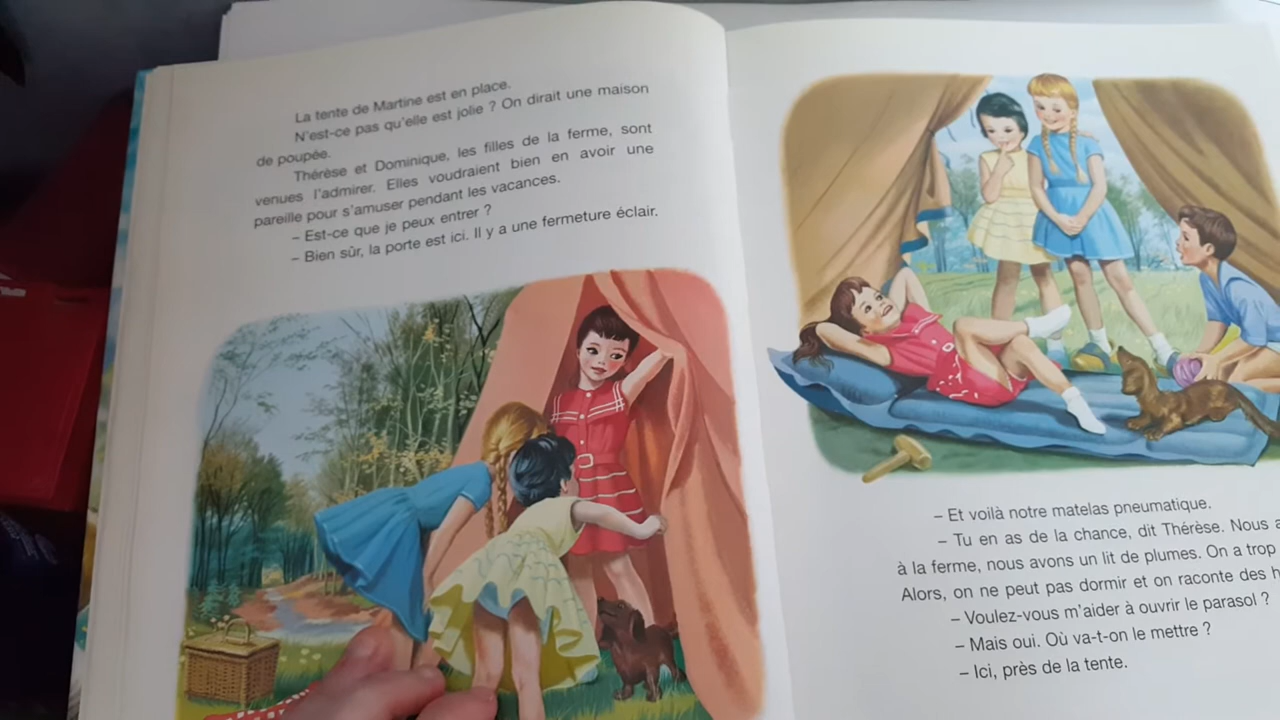 La tente de Martine est en place.
N'est-ce pas qu'elle est jolie ? On dirait une maison
de poupée.
Thérèse et Dominique, les filles de la ferme, sont
venues l'admirer. Elles voudraient bien en avoir une
pareille pour s'amuser pendant les vacances.
– Est-ce que je peux entrer ?
– Bien sûr, la porte est ici. Il y a une fermeture éclair.
– Et voilà notre matelas pneumatique.
– Tu en as de la chance, dit Thérèse. Nous
à la ferme, nous avons un lit de plumes. On a trop
Alors, on ne peut pas dormir et on raconte des
– Voulez-vous m'aider à ouvrir le parasol ?
– Mais oui. Où va-t-on le mettre ?
– Ici, près de la tente.